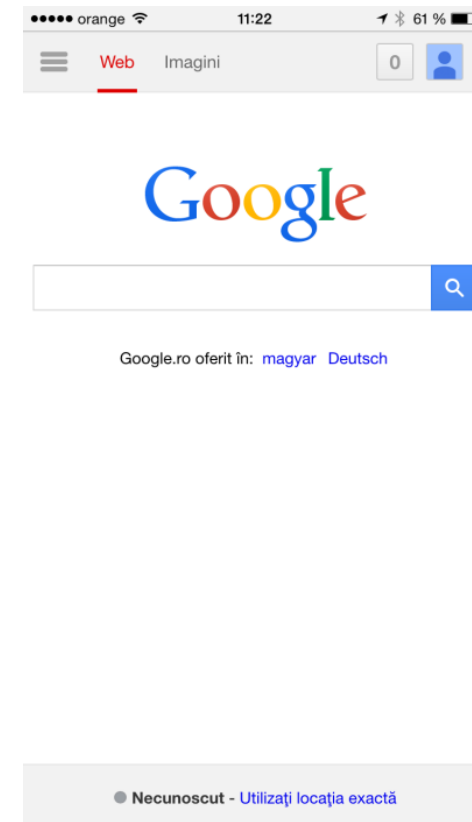 orange 11:22 61 %
Web Imagini 0
Google
Google.ro oferit în: magyar Deutsch
Necunoscut - Utilizaţi locaţia exactă